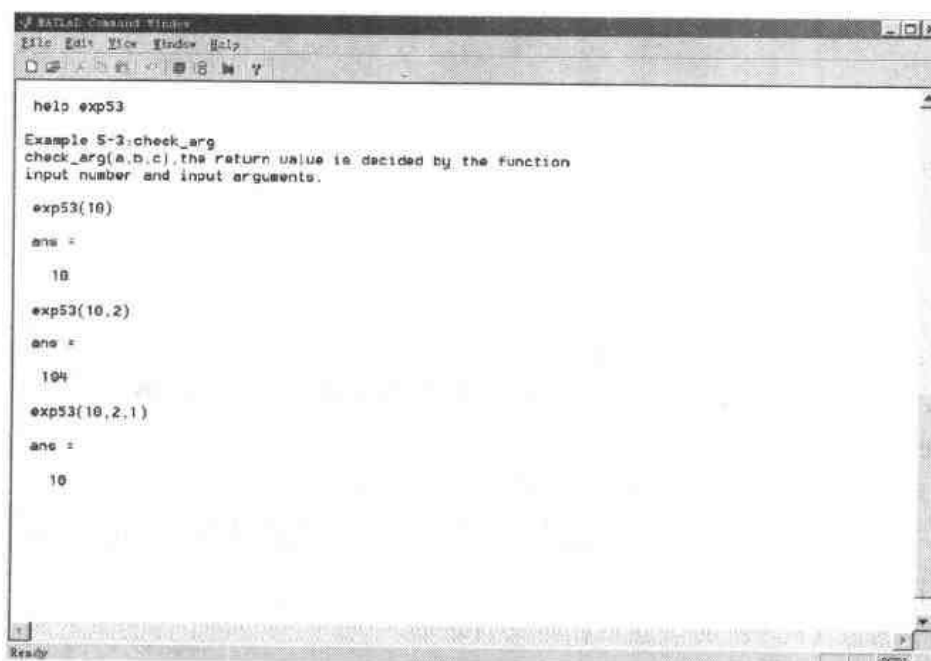 MATLAB Command Window
File Edit View Window Help
help exp53
Example 5-3:check_arg
check_arg(a,b,c),the return value is decided by the function
input number and input arguments.
exp53(10)
ans =
10
exp53(10,2)
ans =
104
exp53(10,2,1)
ans =
10
Ready